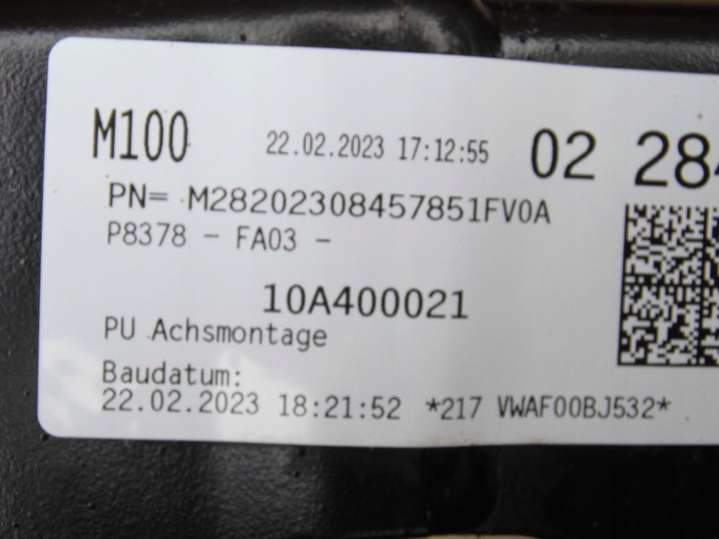 M100 22.02.2023 17:12:55 02 284
PN= M28202308457851FV0A
P8378 - FA03 -
10A400021
PU Achsmontage
Baudatum:
22.02.2023 18:21:52 *217 VWAF00BJ532*